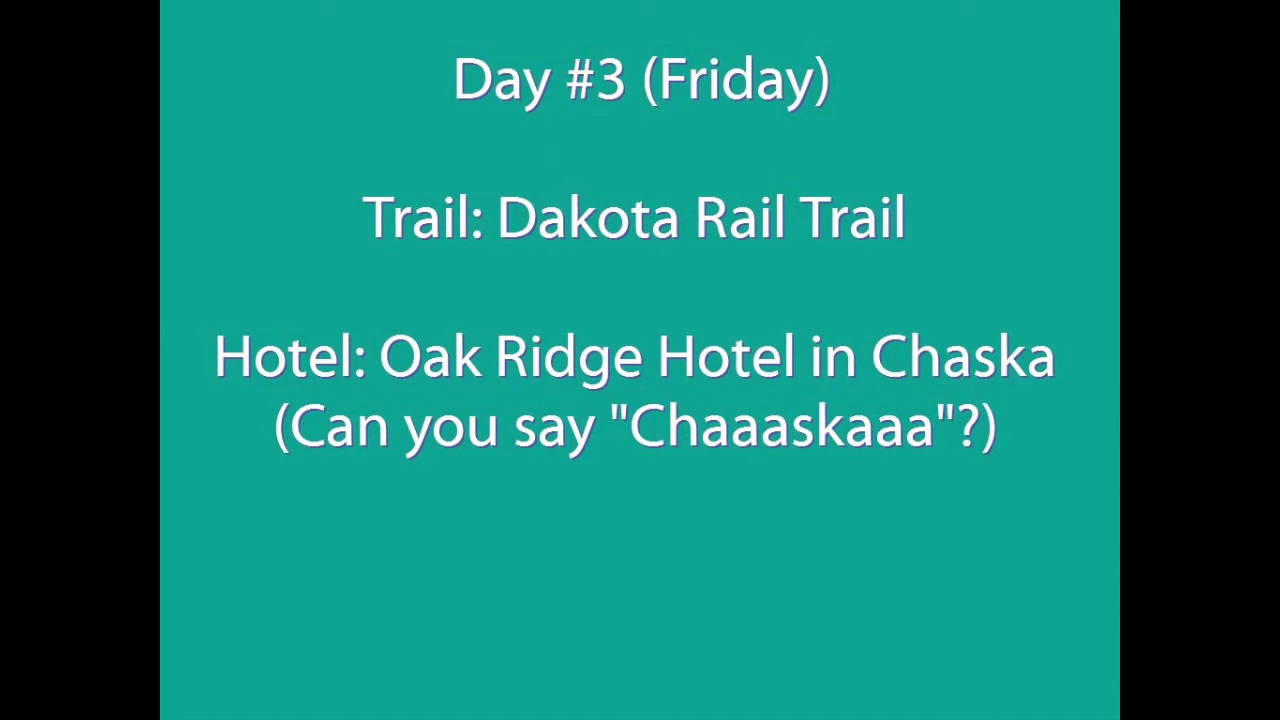 Day #3 (Friday)
Trail: Dakota Rail Trail
Hotel: Oak Ridge Hotel in Chaska
(Can you say "Chaaaskaaa"?)